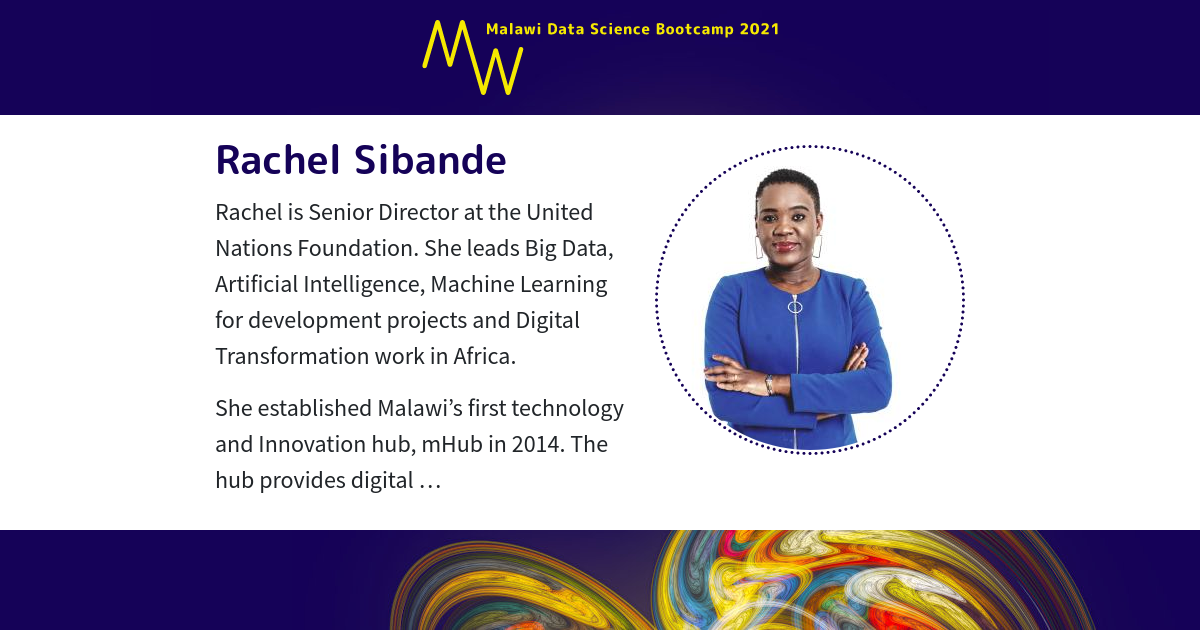 Malawi Data Science Bootcamp 2021
MW
Rachel Sibande
Rachel is Senior Director at the United
Nations Foundation. She leads Big Data,
Artificial Intelligence, Machine Learning
for development projects and Digital
Transformation work in Africa.
She established Malawi’s first technology
and Innovation hub, mHub in 2014. The
hub provides digital …